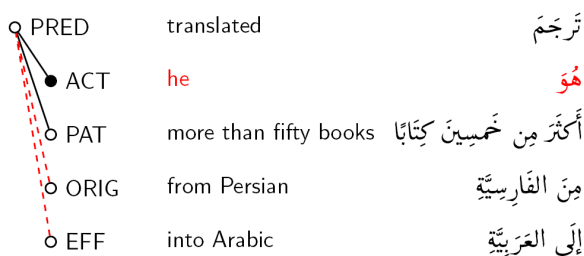 PRED translated تَرجَمَ
ACT he هُوَ
PAT more than fifty books أَكثَرَ مِن خَمسِينَ كِتَابًا
ORIG from Persian مِنَ الفَارِسِيَّةِ
EFF into Arabic إِلَى العَرَبِيَّةِ